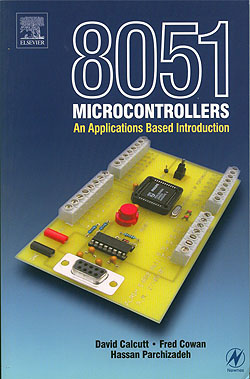 ELSEVIER
8051
MICROCONTROLLERS
An Applications Based Introduction
David Calcutt • Fred Cowan
Hassan Parchizadeh
Newnes